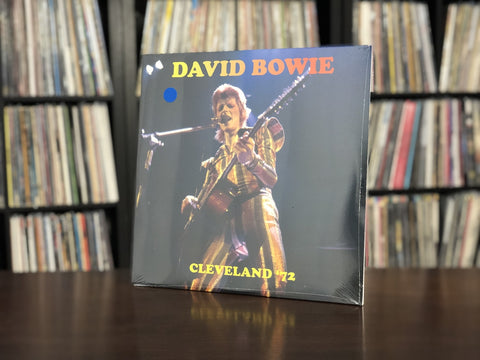 DAVID BOWIE
CLEVELAND '72